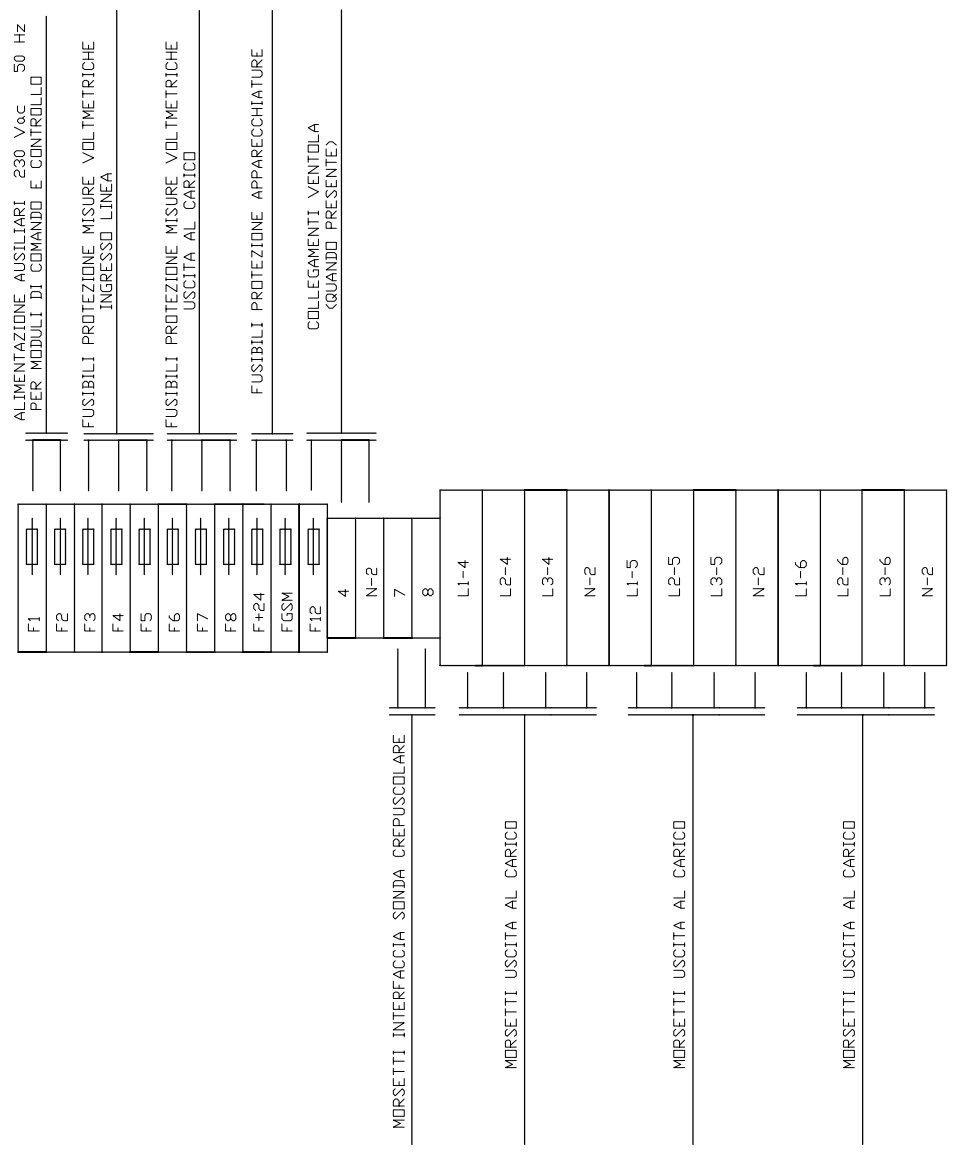 ALIMENTAZIONE AUSILIARI 230 Vac 50 Hz
PER MODULI DI COMANDO E CONTROLLO
FUSIBILI PROTEZIONE MISURE VOLTMETRICHE
INGRESSO LINEA
FUSIBILI PROTEZIONE MISURE VOLTMETRICHE
USCITA AL CARICO
FUSIBILI PROTEZIONE APPARECCHIATURE
COLLEGAMENTI VENTOLA
(QUANDO PRESENTE)
F1
F2
F3
F4
F5
F6
F7
F8
F+24
FGSM
F12
4
N-2
7
8
L1-4
L2-4
L3-4
N-2
L1-5
L2-5
L3-5
N-2
L1-6
L2-6
L3-6
N-2
MORSETTI INTERFACCIA SONDA CREPUSCOLARE
MORSETTI USCITA AL CARICO
MORSETTI USCITA AL CARICO
MORSETTI USCITA AL CARICO